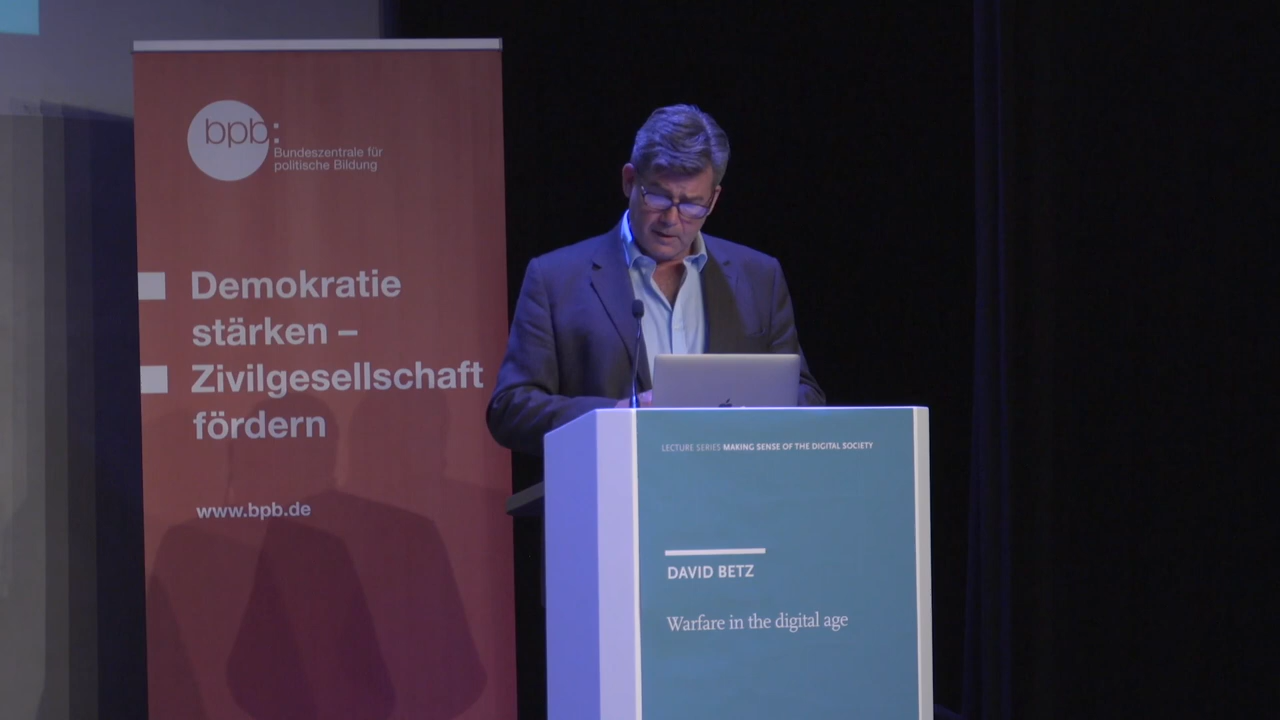 bpb:
Bundeszentrale für
politische Bildung
Demokratie
stärken –
Zivilgesellschaft
fördern
www.bpb.de
LECTURE SERIES MAKING SENSE OF THE DIGITAL SOCIETY
DAVID BETZ
Warfare in the digital age